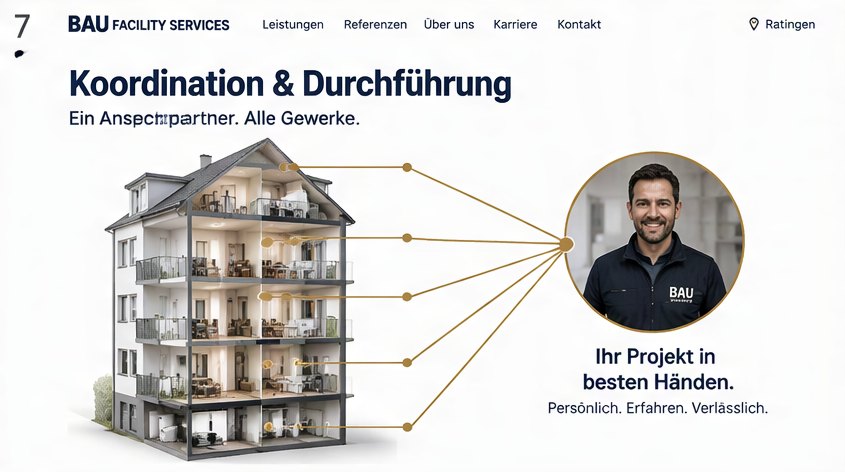 7
BAU FACILITY SERVICES
Leistungen
Referenzen
Über uns
Karriere
Kontakt
Ratingen
Koordination & Durchführung
Ein . Alle Gewerke.
BAU
Ihr Projekt in
besten Händen.
Persönlich. Erfahren. Verlässlich.